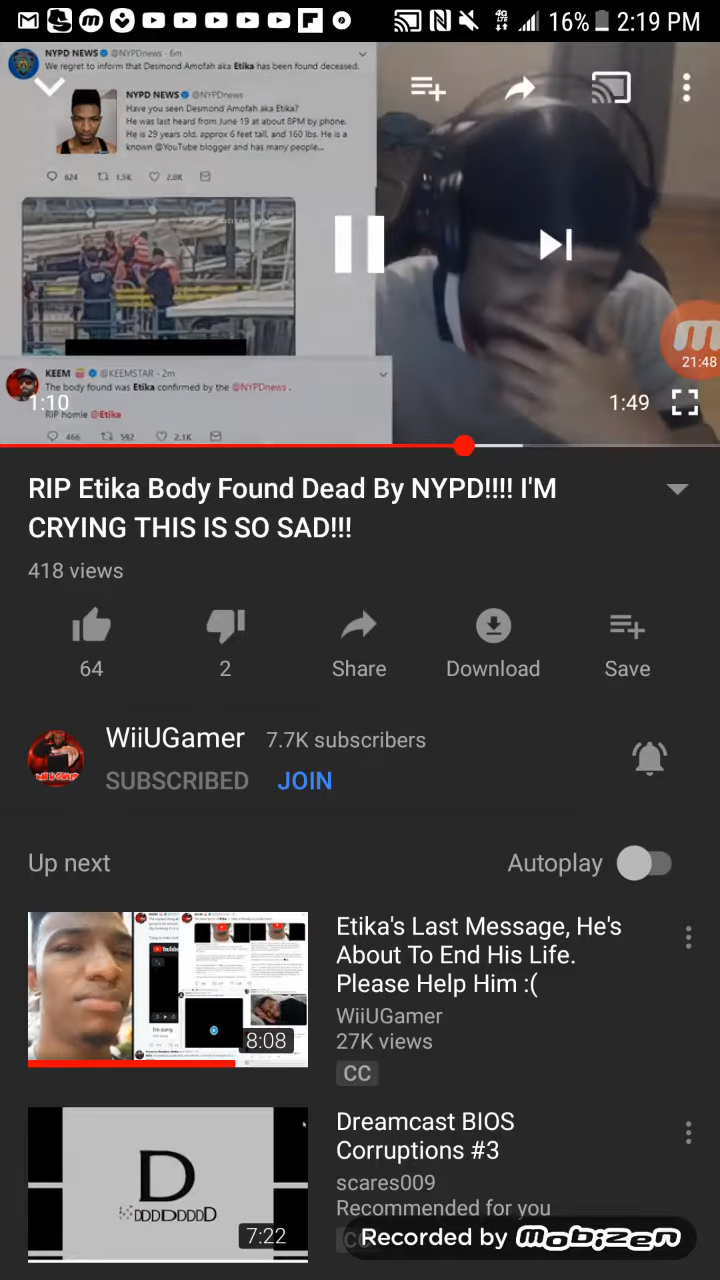 16% 2:19 PM
NYPD NEWS @NYPDnews · 6m
We regret to inform that Desmond Amofah aka Etika has been found deceased.
NYPD NEWS @NYPDnews
Have you seen Desmond Amofah aka Etika?
He was last heard from June 19 at about 8PM by phone.
He is 29 years old, approx 6 feet tall, and 160 lbs. He is a
known @YouTube blogger and has many people...
624 1.5K 2.8K
KEEM @KEEMSTAR · 2m
The body found was Etika confirmed by the @NYPDnews .
RIP homie @Etika
466 592 2.1K
21:48
1:10 1:49
RIP Etika Body Found Dead By NYPD!!!! I'M
CRYING THIS IS SO SAD!!!
418 views
64 2 Share Download Save
WiiUGamer 7.7K subscribers
SUBSCRIBED JOIN
Up next Autoplay
Etika's Last Message, He's
About To End His Life.
Please Help Him :(
WiiUGamer
27K views
CC
8:08
Dreamcast BIOS
Corruptions #3
scares009
Recommended for you
D
7:22
Recorded by mobizen